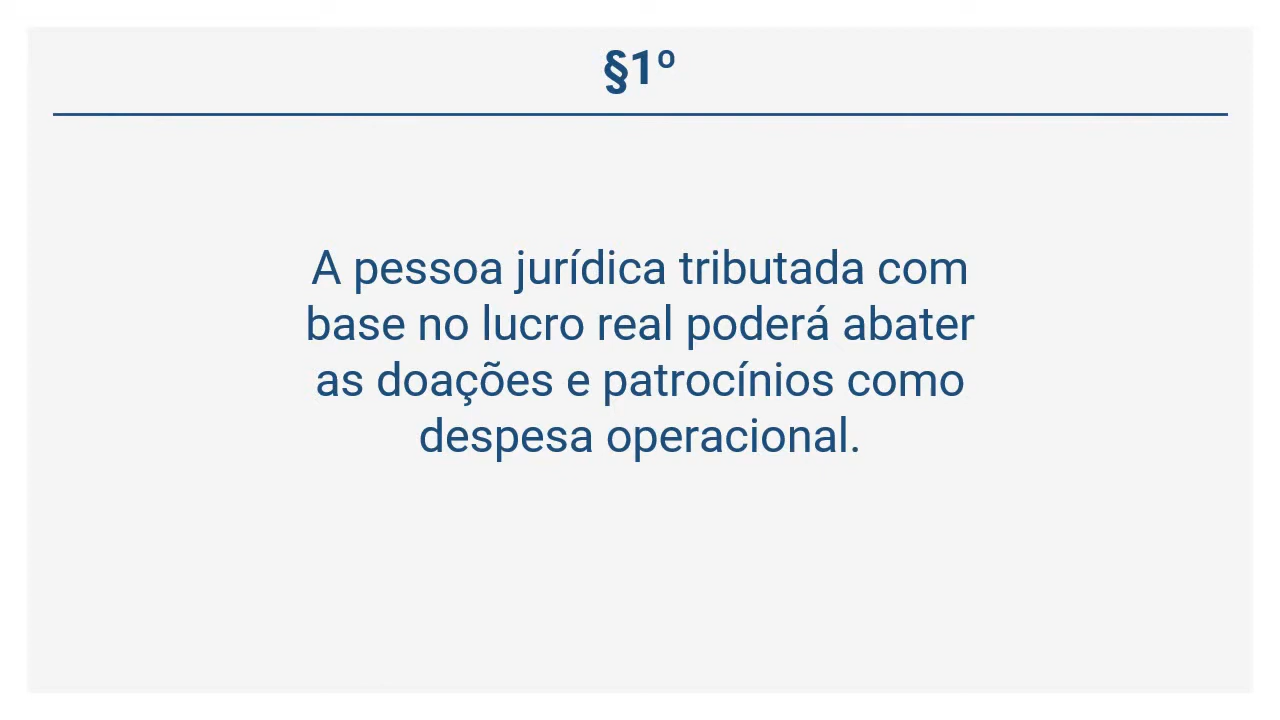 §1º
A pessoa jurídica tributada com
base no lucro real poderá abater
as doações e patrocínios como
despesa operacional.